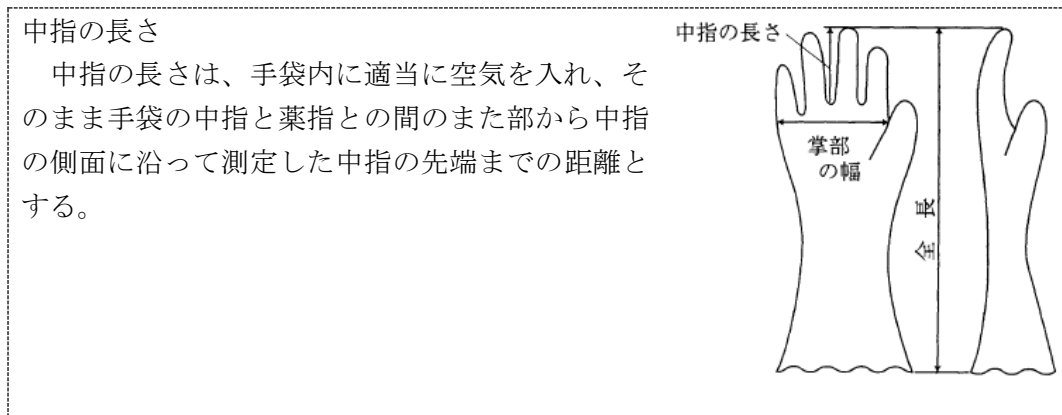 中指の長さ
　中指の長さは、手袋内に適当に空気を入れ、そ
のまま手袋の中指と薬指との間のまた部から中指
の側面に沿って測定した中指の先端までの距離と
する。
中指の長さ
掌部
の幅
全長